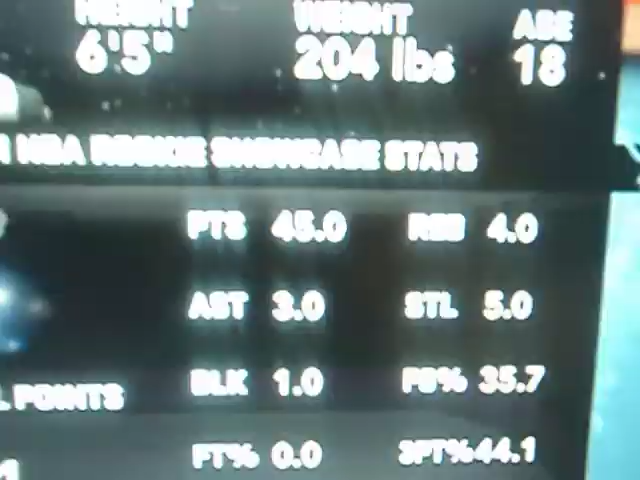 HEIGHT WEIGHT AGE
6'5" 204 lbs 18
NBA ROOKIE SHOWCASE STATS
PTS 45.0 REB 4.0
AST 3.0 STL 5.0
BLK 1.0 FG% 35.7
POINTS
FT% 0.0 3PT% 44.1